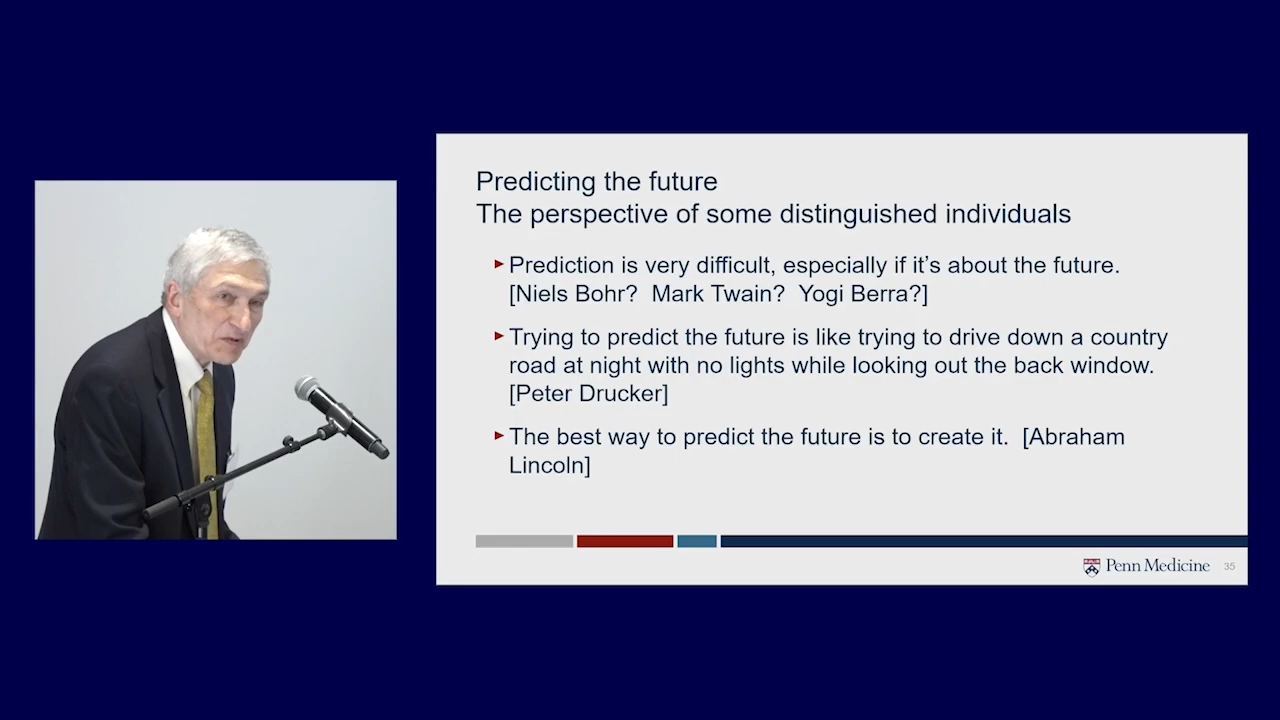 Predicting the future
The perspective of some distinguished individuals
Prediction is very difficult, especially if it’s about the future.
[Niels Bohr?  Mark Twain?  Yogi Berra?]
Trying to predict the future is like trying to drive down a country
road at night with no lights while looking out the back window.
[Peter Drucker]
The best way to predict the future is to create it.  [Abraham
Lincoln]
Penn Medicine 35